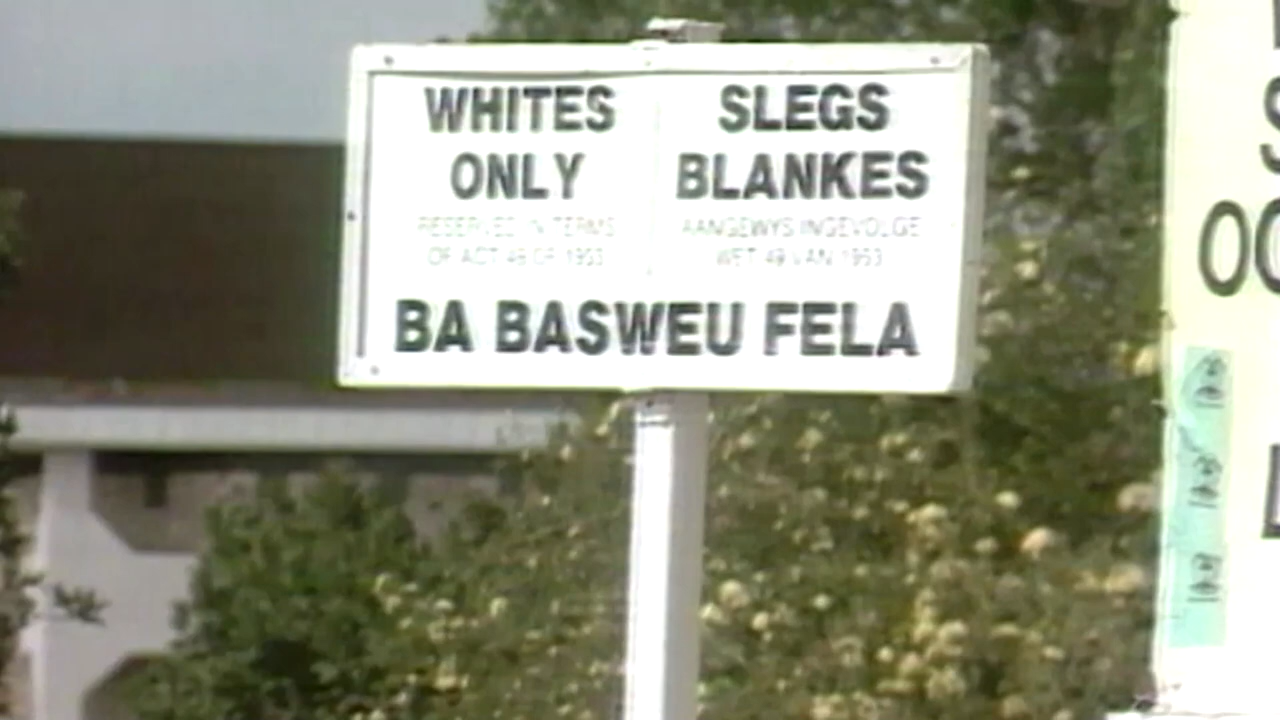 WHITES
ONLY
RESERVED IN TERMS
OF ACT 49 OF 1953
SLEGS
BLANKES
AANGEWYS INGEVOLGE
WET 49 VAN 1953
BA BASWEU FELA